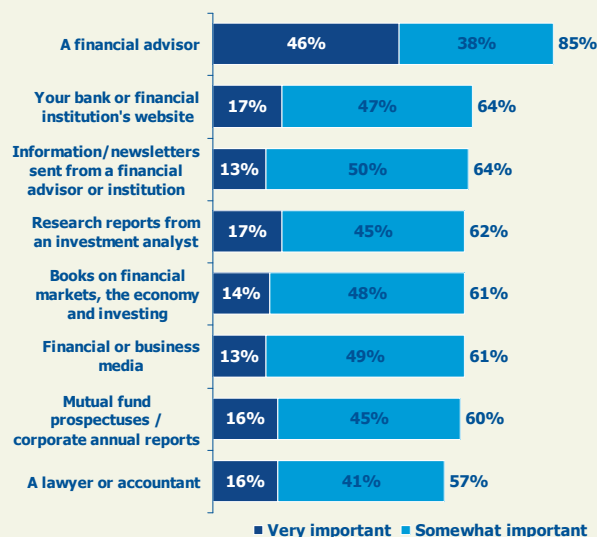 A financial advisor
46%
38%
85%
Your bank or financial
institution's website
17%
47%
64%
Information/newsletters
sent from a financial
advisor or institution
13%
50%
64%
Research reports from
an investment analyst
17%
45%
62%
Books on financial
markets, the economy
and investing
14%
48%
61%
Financial or business
media
13%
49%
61%
Mutual fund
prospectuses /
corporate annual reports
16%
45%
60%
A lawyer or accountant
16%
41%
57%
Very important
Somewhat important